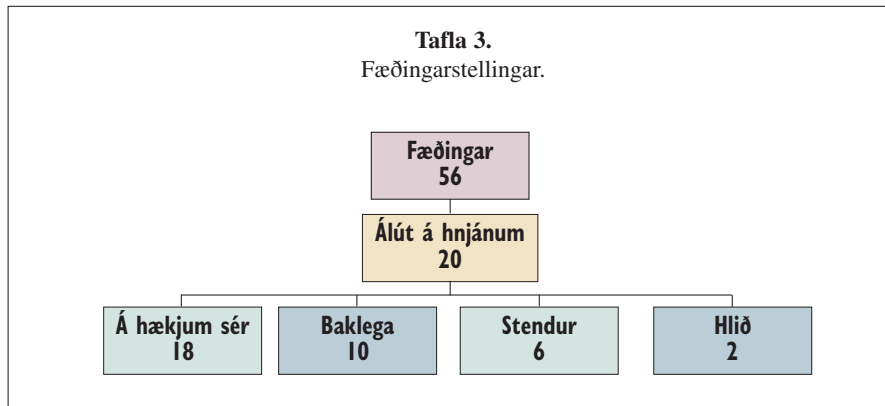 Tafla 3.
Fæðingarstellingar.
Fæðingar
56
Álút á hnjánum
20
Á hækjum sér
18
Baklega
10
Stendur
6
Hlið
2